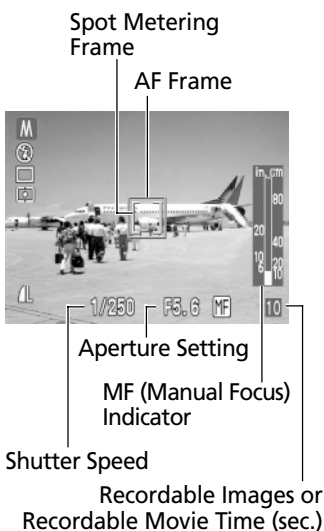 Spot Metering
Frame
AF Frame
M
in. cm
80
20
40
10 20
6 10
L
1/250 F5.6 MF 10
Aperture Setting
MF (Manual Focus)
Indicator
Shutter Speed
Recordable Images or
Recordable Movie Time (sec.)